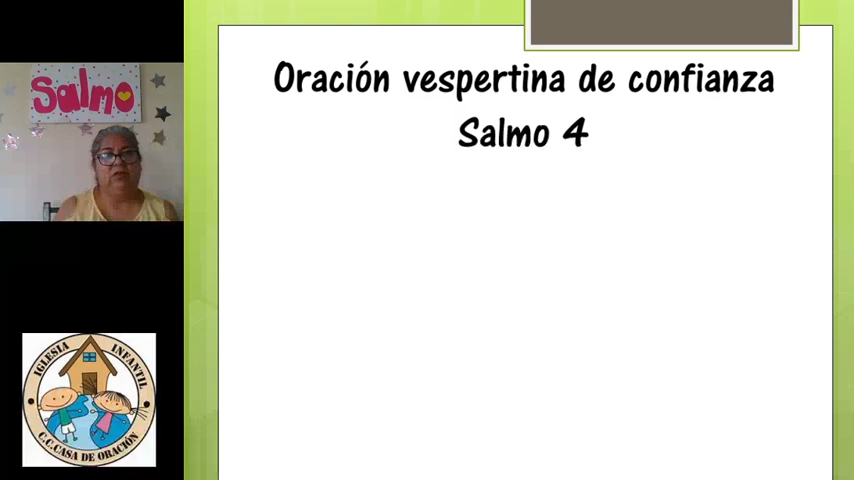 Salmo
Oración vespertina de confianza
Salmo 4
IGLESIA INFANTIL
C.C.CASA DE ORACIÓN